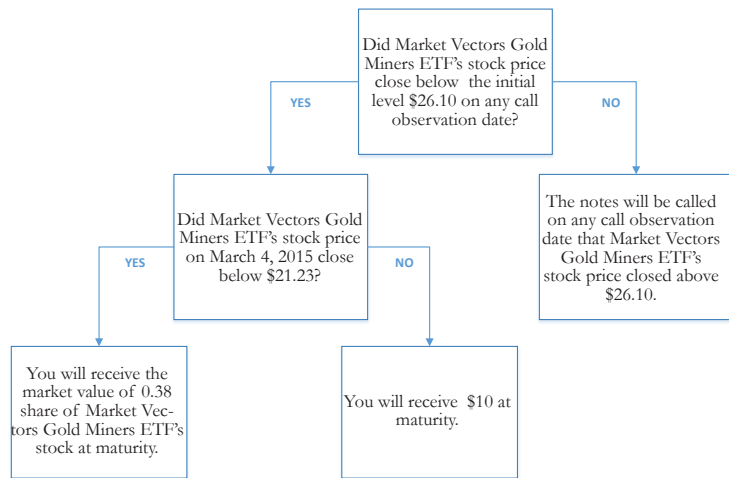 Did Market Vectors Gold
Miners ETF's stock price
close below the initial
level $26.10 on any call
observation date?
YES
NO
Did Market Vectors Gold
Miners ETF's stock price
on March 4, 2015 close
below $21.23?
The notes will be called
on any call observation
date that Market Vectors
Gold Miners ETF's
stock price closed above
$26.10.
YES
NO
You will receive the
market value of 0.38
share of Market Vec-
tors Gold Miners ETF's
stock at maturity.
You will receive $10 at
maturity.